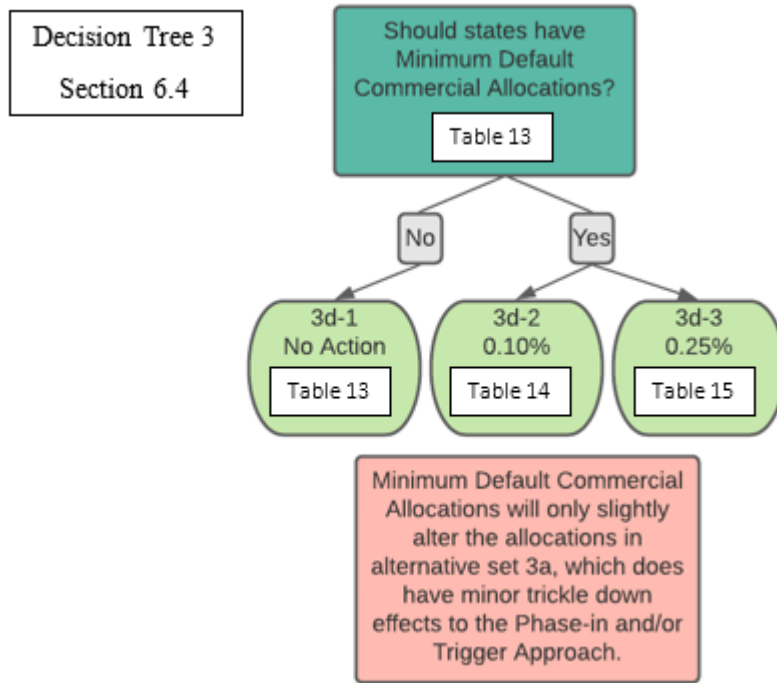 Decision Tree 3
Section 6.4
Should states have
Minimum Default
Commercial Allocations?
Table 13
No
Yes
3d-1
No Action
Table 13
3d-2
0.10%
Table 14
3d-3
0.25%
Table 15
Minimum Default Commercial
Allocations will only slightly
alter the allocations in
alternative set 3a, which does
have minor trickle down
effects to the Phase-in and/or
Trigger Approach.